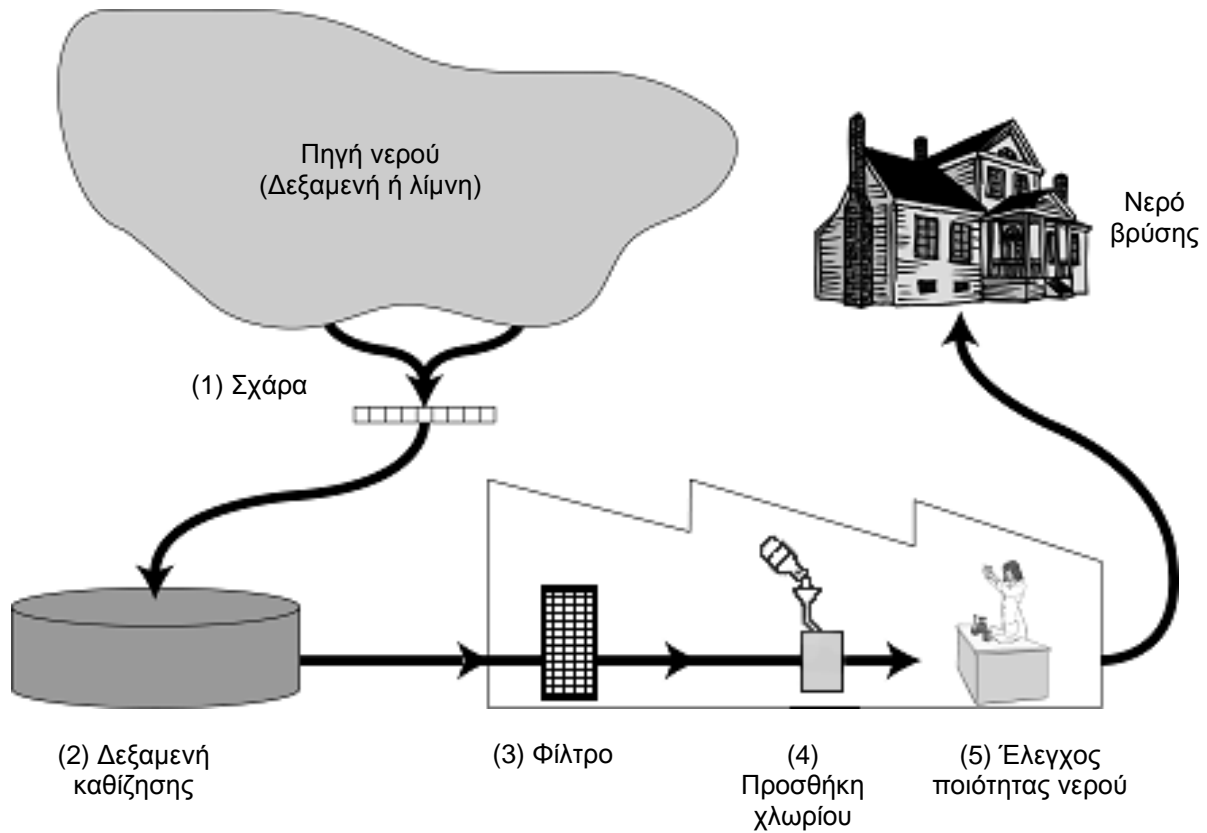 Πηγή νερού
(Δεξαμενή ή λίμνη)
Νερό
βρύσης
(1) Σχάρα
(2) Δεξαμενή
καθίζησης
(3) Φίλτρο
(4)
Προσθήκη
χλωρίου
(5) Έλεγχος
ποιότητας νερού